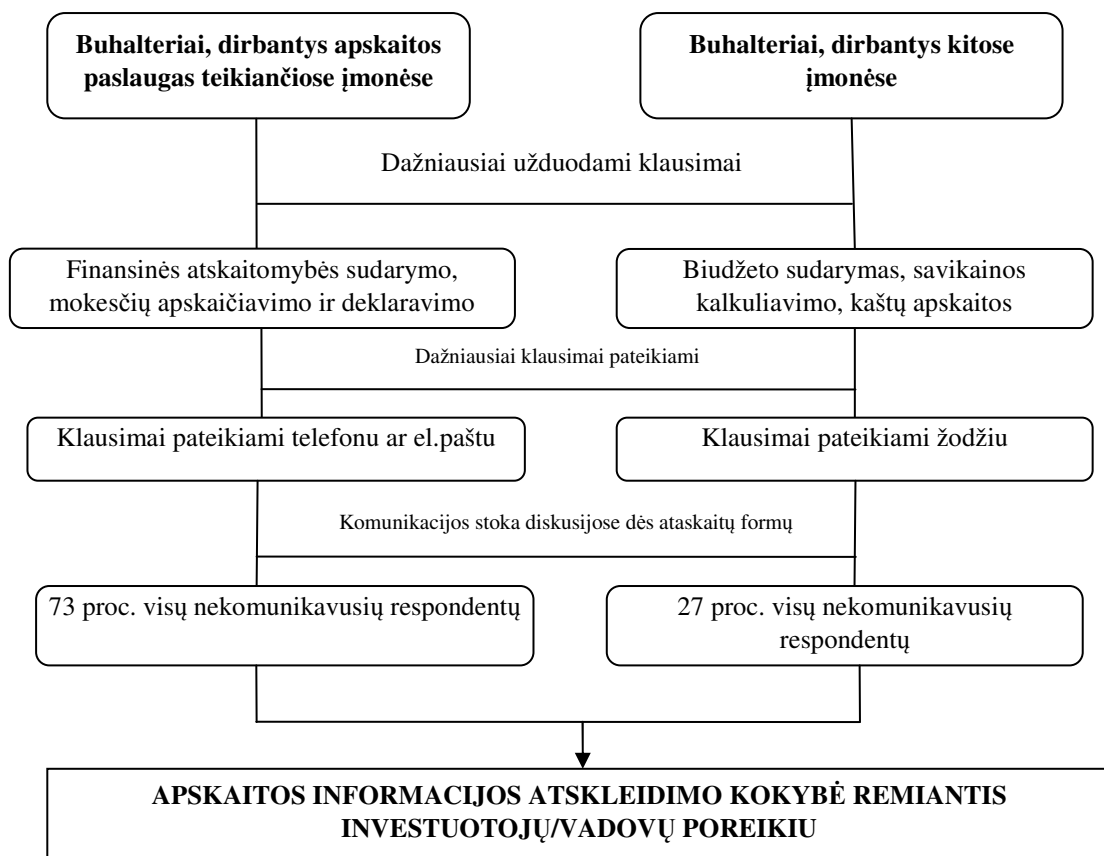 Buhalteriai, dirbantys apskaitos
paslaugas teikiančiose įmonėse
Buhalteriai, dirbantys kitose
įmonėse
Dažniausiai užduodami klausimai
Finansinės atskaitomybės sudarymo,
mokesčių apskaičiavimo ir deklaravimo
Biudžeto sudarymas, savikainos
kalkuliavimo, kaštų apskaitos
Dažniausiai klausimai pateikiami
Klausimai pateikiami telefonu ar el.paštu
Klausimai pateikiami žodžiu
Komunikacijos stoka diskusijose dės ataskaitų formų
73 proc. visų nekomunikavusių respondentų
27 proc. visų nekomunikavusių
respondentų
APSKAITOS INFORMACIJOS ATSKLEIDIMO KOKYBĖ REMIANTIS
INVESTUOTOJŲ/VADOVŲ POREIKIU